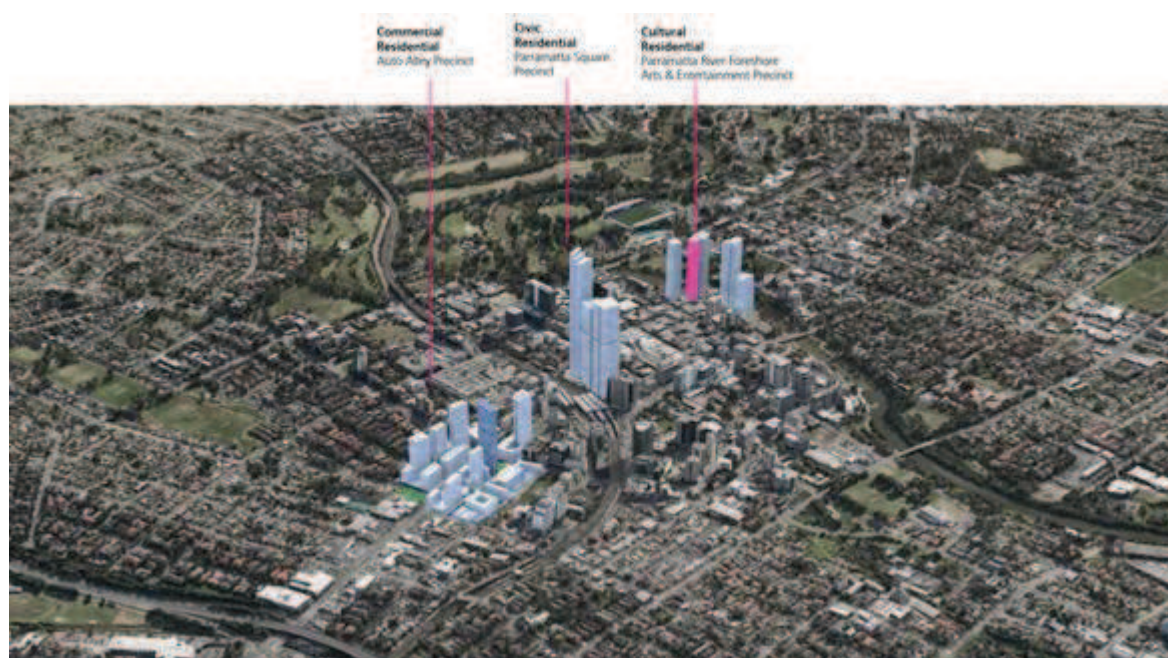 Commercial
Residential
Auto Alley Precinct
Civic
Residential
Parramatta Square
Precinct
Cultural
Residential
Parramatta River Foreshore
Arts & Entertainment Precinct